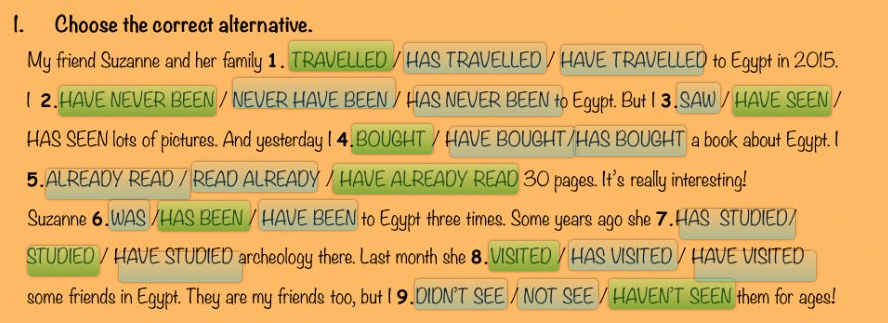 1. Choose the correct alternative.
My friend Suzanne and her family 1. TRAVELLED / HAS TRAVELLED / HAVE TRAVELLED to Egypt in 2015.
I 2. HAVE NEVER BEEN / NEVER HAVE BEEN / HAS NEVER BEEN to Egypt. But I 3. SAW / HAVE SEEN /
HAS SEEN lots of pictures. And yesterday I 4. BOUGHT / HAVE BOUGHT/HAS BOUGHT a book about Egypt. I
5. ALREADY READ / READ ALREADY / HAVE ALREADY READ 30 pages. It's really interesting!
Suzanne 6. WAS / HAS BEEN / HAVE BEEN to Egypt three times. Some years ago she 7. HAS STUDIED/
STUDIED / HAVE STUDIED archeology there. Last month she 8. VISITED / HAS VISITED / HAVE VISITED
some friends in Egypt. They are my friends too, but I 9. DIDN'T SEE / NOT SEE / HAVEN'T SEEN them for ages!